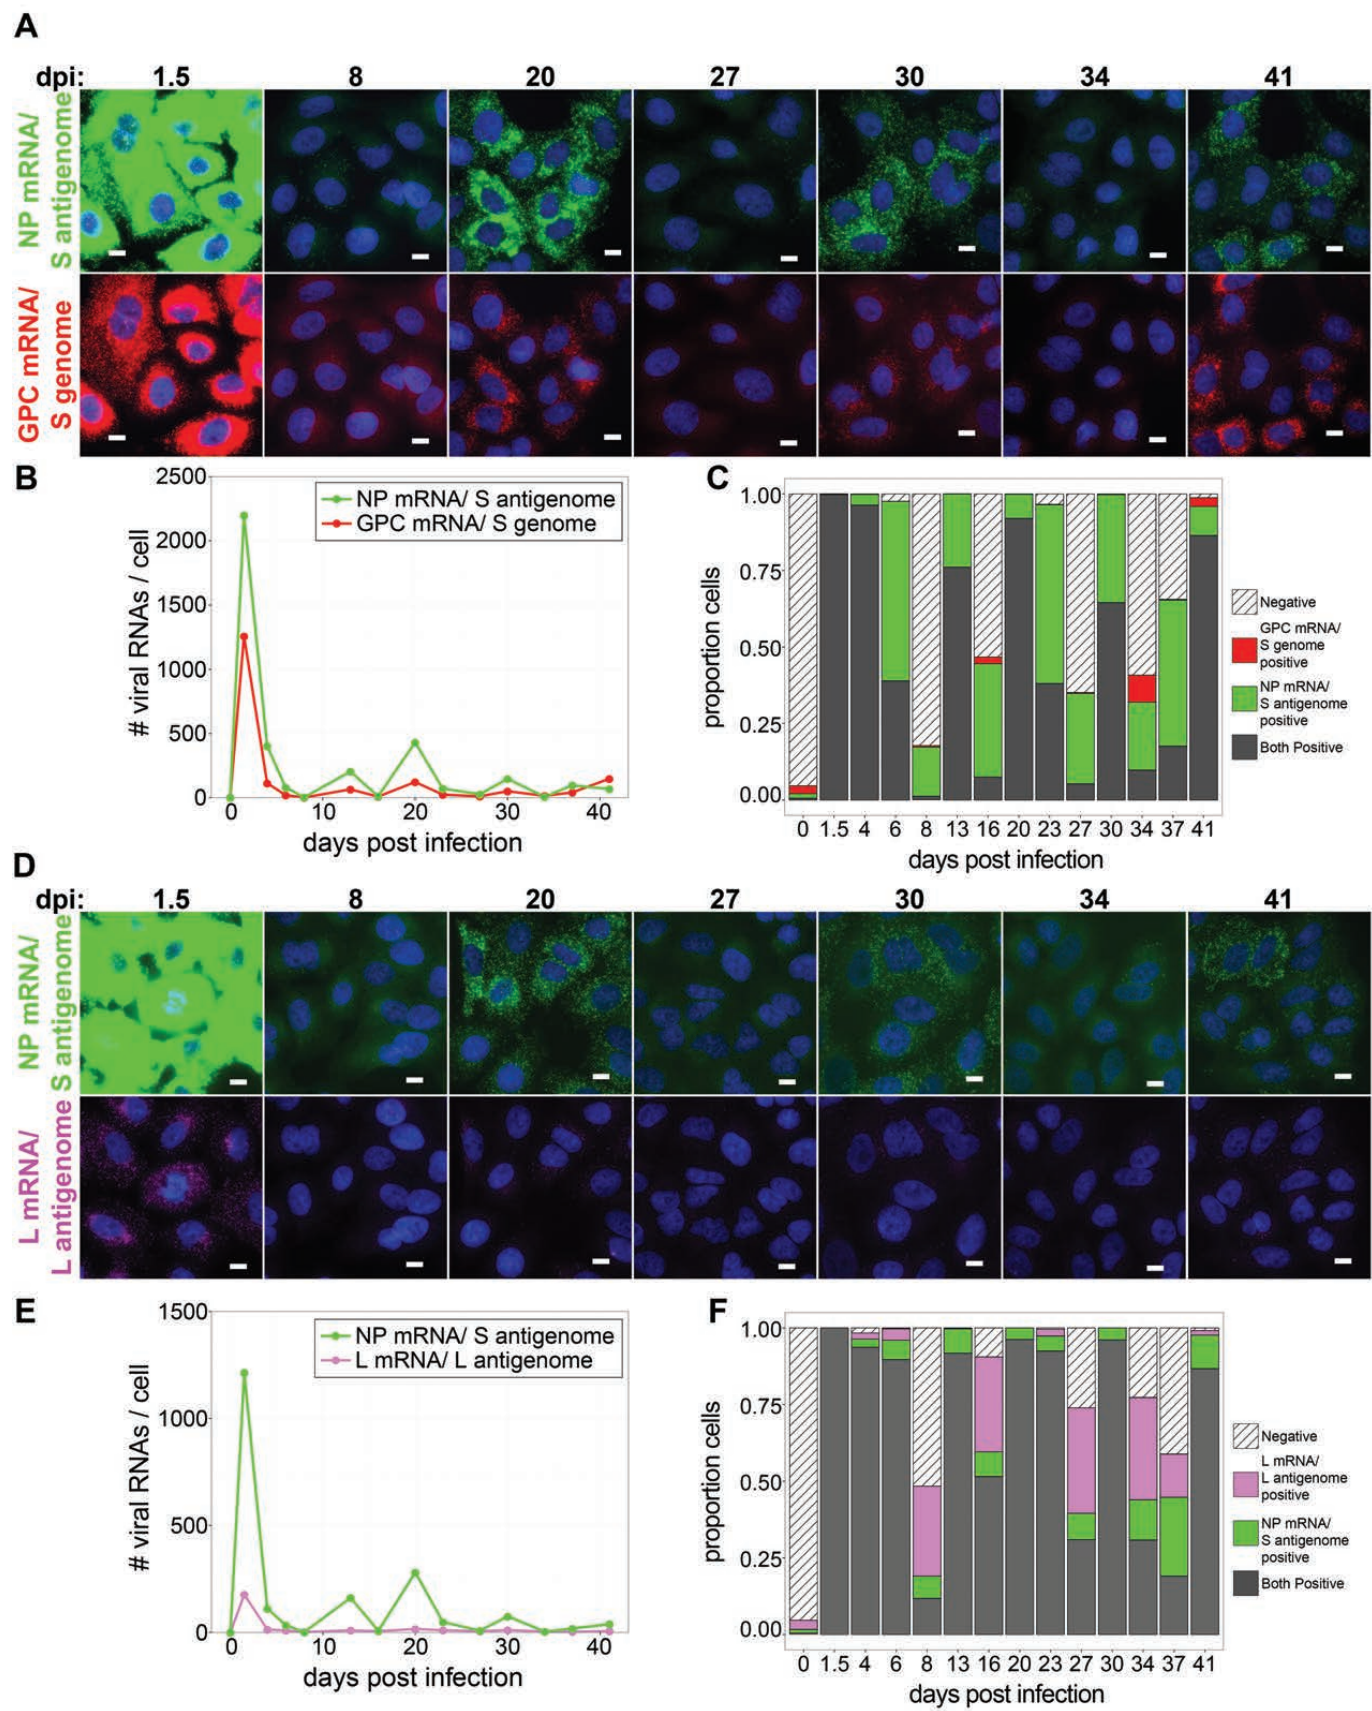 A
dpi: 1.5 8 20 27 30 34 41
NP mRNA/
S antigenome
GPC mRNA/
S genome
B
2500
2000
1500
1000
500
0
# viral RNAs / cell
NP mRNA/ S antigenome
GPC mRNA/ S genome
0 10 20 30 40
days post infection
C
1.00
0.75
0.50
0.25
0.00
proportion cells
0 1.5 4 6 8 13 16 20 23 27 30 34 37 41
days post infection
Negative
GPC mRNA/
S genome
positive
NP mRNA/
S antigenome
positive
Both Positive
D
dpi: 1.5 8 20 27 30 34 41
NP mRNA/
S antigenome
L mRNA/
L antigenome
E
1500
1000
500
0
# viral RNAs / cell
NP mRNA/ S antigenome
L mRNA/ L antigenome
0 10 20 30 40
days post infection
F
1.00
0.75
0.50
0.25
0.00
proportion cells
0 1.5 4 6 8 13 16 20 23 27 30 34 37 41
days post infection
Negative
L mRNA/
L antigenome
positive
NP mRNA/
S antigenome
positive
Both Positive